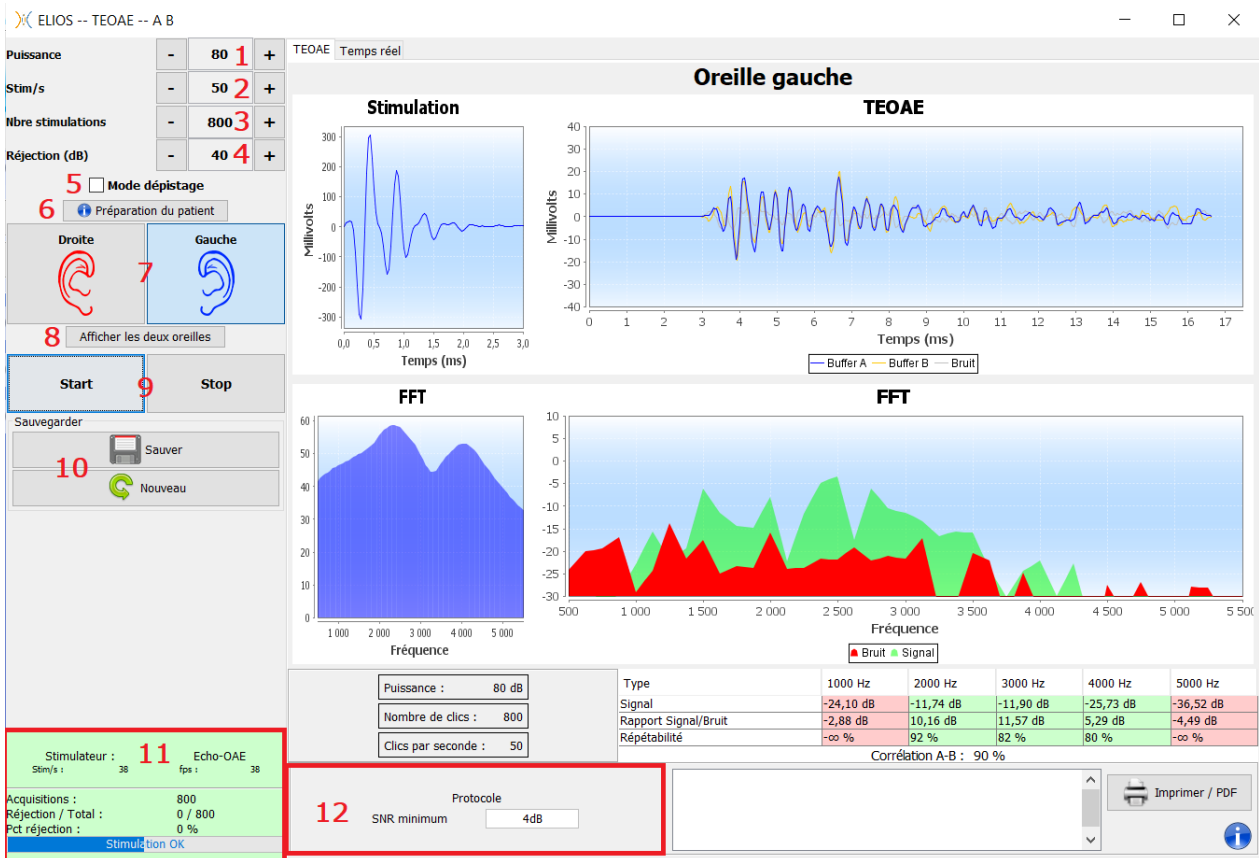 ELIOS -- TEOAE -- A B
Puissance - 80 1 +
Stim/s - 50 2 +
Nbre stimulations - 800 3 +
Réjection (dB) - 40 4 +
5 Mode dépistage
6 Préparation du patient
Droite 7 Gauche
8 Afficher les deux oreilles
Start 9 Stop
Sauvegarder
Sauver
10
Nouveau
Stimulateur : 11 Echo-OAE
Stim/s : 38 fps : 38
Acquisitions : 800
Réjection / Total : 0 / 800
Pct réjection : 0 %
Stimulation OK
TEOAE Temps réel
Oreille gauche
Stimulation
Millivolts
300
200
100
0
-100
-200
-300
0,0 0,5 1,0 1,5 2,0 2,5 3,0
Temps (ms)
TEOAE
Millivolts
40
30
20
10
0
-10
-20
-30
-40
0 1 2 3 4 5 6 7 8 9 10 11 12 13 14 15 16 17
Temps (ms)
Buffer A Buffer B Bruit
FFT
60
50
40
30
20
10
0
1 000 2 000 3 000 4 000 5 000
Fréquence
FFT
10
5
0
-5
-10
-15
-20
-25
-30
500 1 000 1 500 2 000 2 500 3 000 3 500 4 000 4 500 5 000 5 500
Fréquence
Bruit Signal
Puissance : 80 dB
Nombre de clics : 800
Clics par seconde : 50
Type 1000 Hz 2000 Hz 3000 Hz 4000 Hz 5000 Hz
Signal -24,10 dB -11,74 dB -11,90 dB -25,73 dB -36,52 dB
Rapport Signal/Bruit -2,88 dB 10,16 dB 11,57 dB 5,29 dB -4,49 dB
Répétabilité -∞ % 92 % 82 % 80 % -∞ %
Corrélation A-B : 90 %
Protocole
12 SNR minimum 4dB
Imprimer / PDF